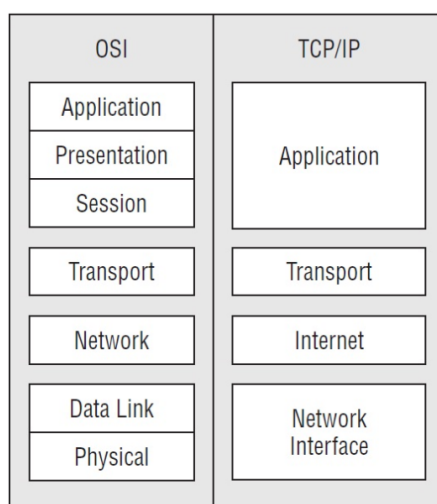 OSI
TCP/IP
Application
Presentation
Session
Application
Transport
Transport
Network
Internet
Data Link
Physical
Network
Interface